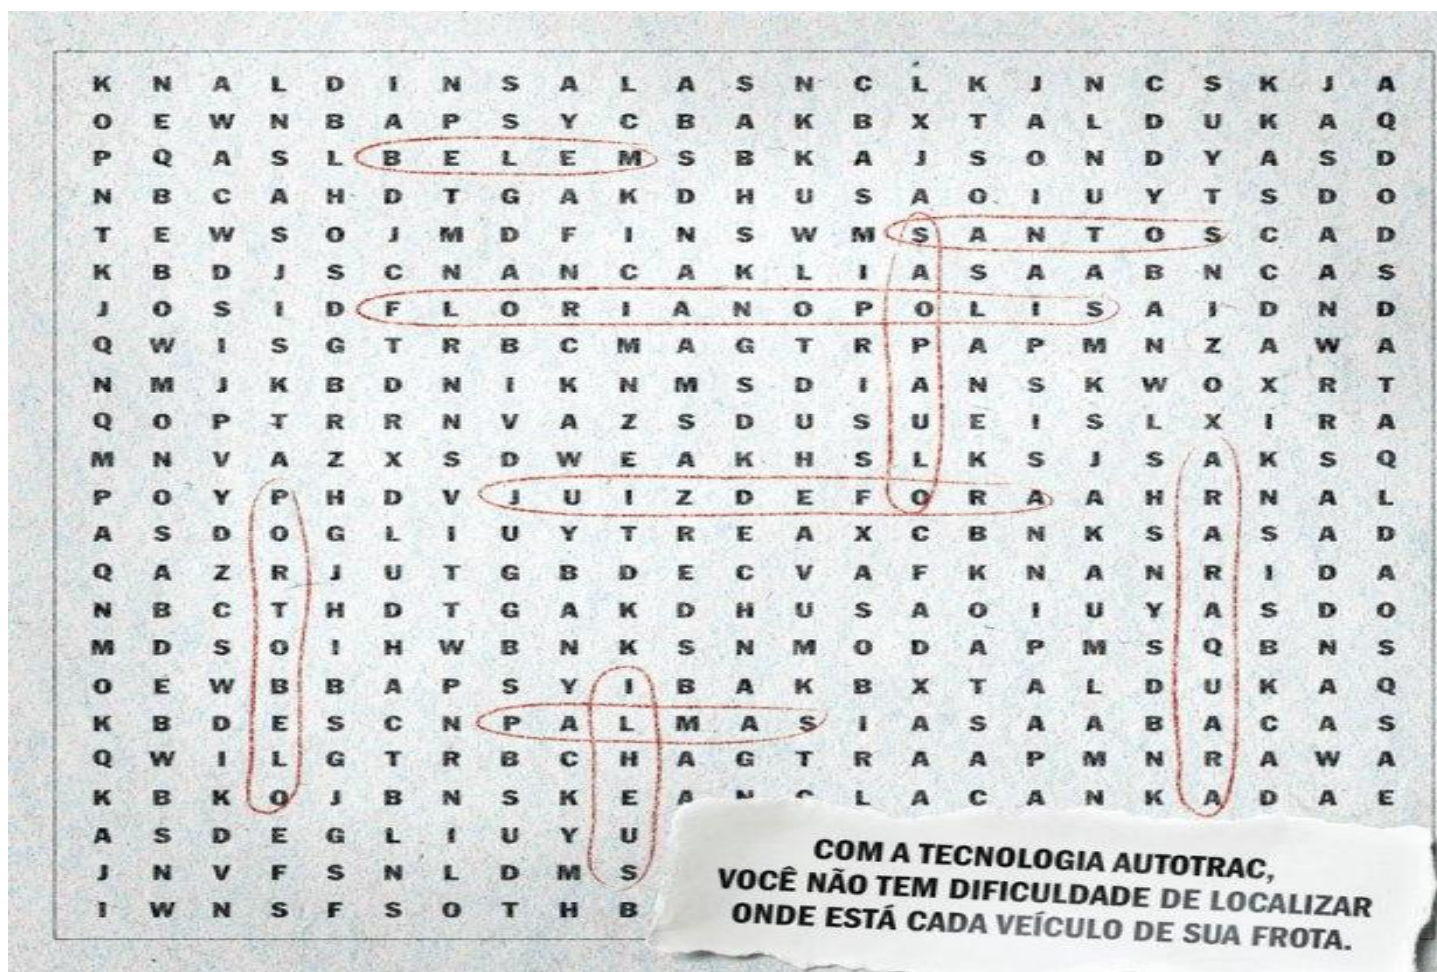 K N A L D I N S A L A S N C L K J N C S K J A
O E W N B A P S Y C B A K B X T A L D U K A Q
P Q A S L B E L E M S B K A J S O N D Y A S D
N B C A H D T G A K D H U S A O I U Y T S D O
T E W S O J M D F I N S W M S A N T O S C A D
K B D J S C N A N C A K L I A S A A B N C A S
J O S I D F L O R I A N O P O L I S A I D N D
Q W I S G T R B C M A G T R P A P M N Z A W A
N M J K B D N I K N M S D I A N S K W O X R T
Q O P T R R N V A Z S D U S U E I S L X I R A
M N V A Z X S D W E A K H S L K S J S A K S Q
P O Y P H D V J U I Z D E F O R A A H R N A L
A S D O G L I U Y T R E A X C B N K S A S A D
Q A Z R J U T G B D E C V A F K N A N R I D A
N B C T H D T G A K D H U S A O I U Y A S D O
M D S O I H W B N K S N M O D A P M S Q B N S
O E W B B A P S Y I B A K B X T A L D U K A Q
K B D E S C N P A L M A S I A S A A B A C A S
Q W I L G T R B C H A G T R A A P M N R A W A
K B K O J B N S K E A N C L A C A N K A D A E
A S D E G L I U Y U
J N V F S N L D M S
I W N S F S O T H B
COM A TECNOLOGIA AUTOTRAC,
VOCÊ NÃO TEM DIFICULDADE DE LOCALIZAR
ONDE ESTÁ CADA VEÍCULO DE SUA FROTA.